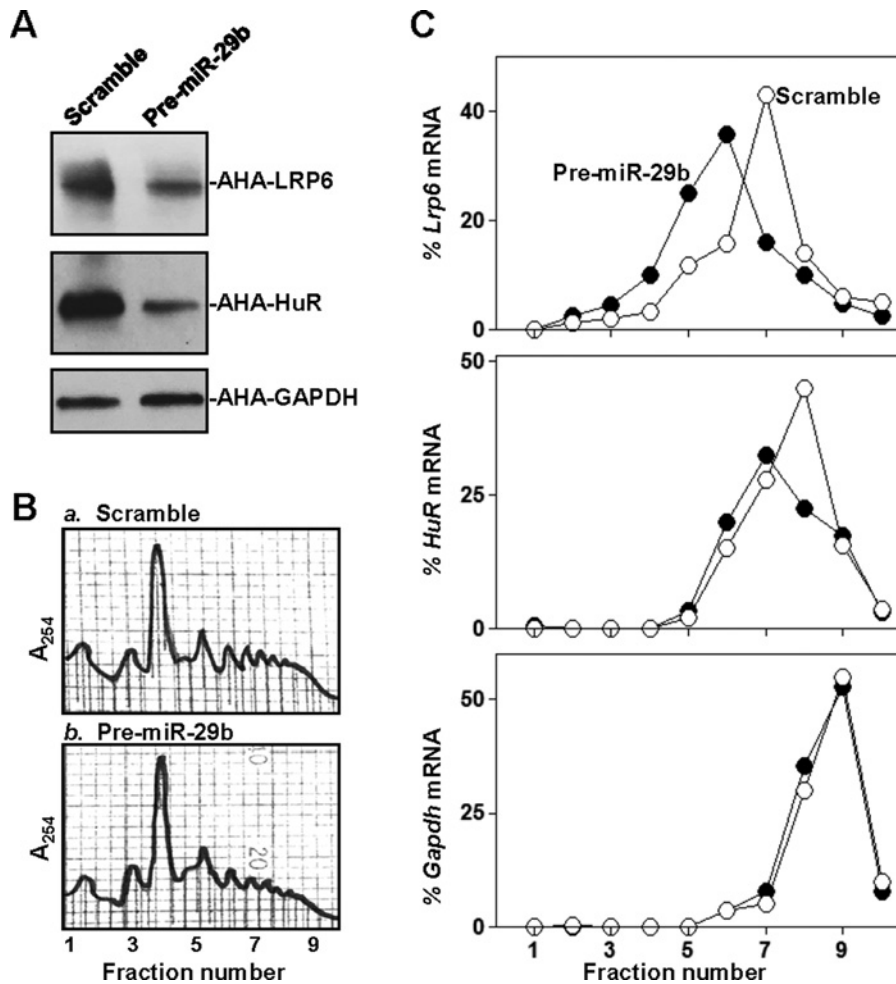 A
Scramble
Pre-miR-29b
-AHA-LRP6
-AHA-HuR
-AHA-GAPDH
B
a. Scramble
A254
b. Pre-miR-29b
A254
20
1 3 5 7 9
Fraction number
C
40
20
0
% Lrp6 mRNA
Scramble
Pre-miR-29b
50
25
0
% HuR mRNA
50
25
0
% Gapdh mRNA
1 3 5 7 9
Fraction number